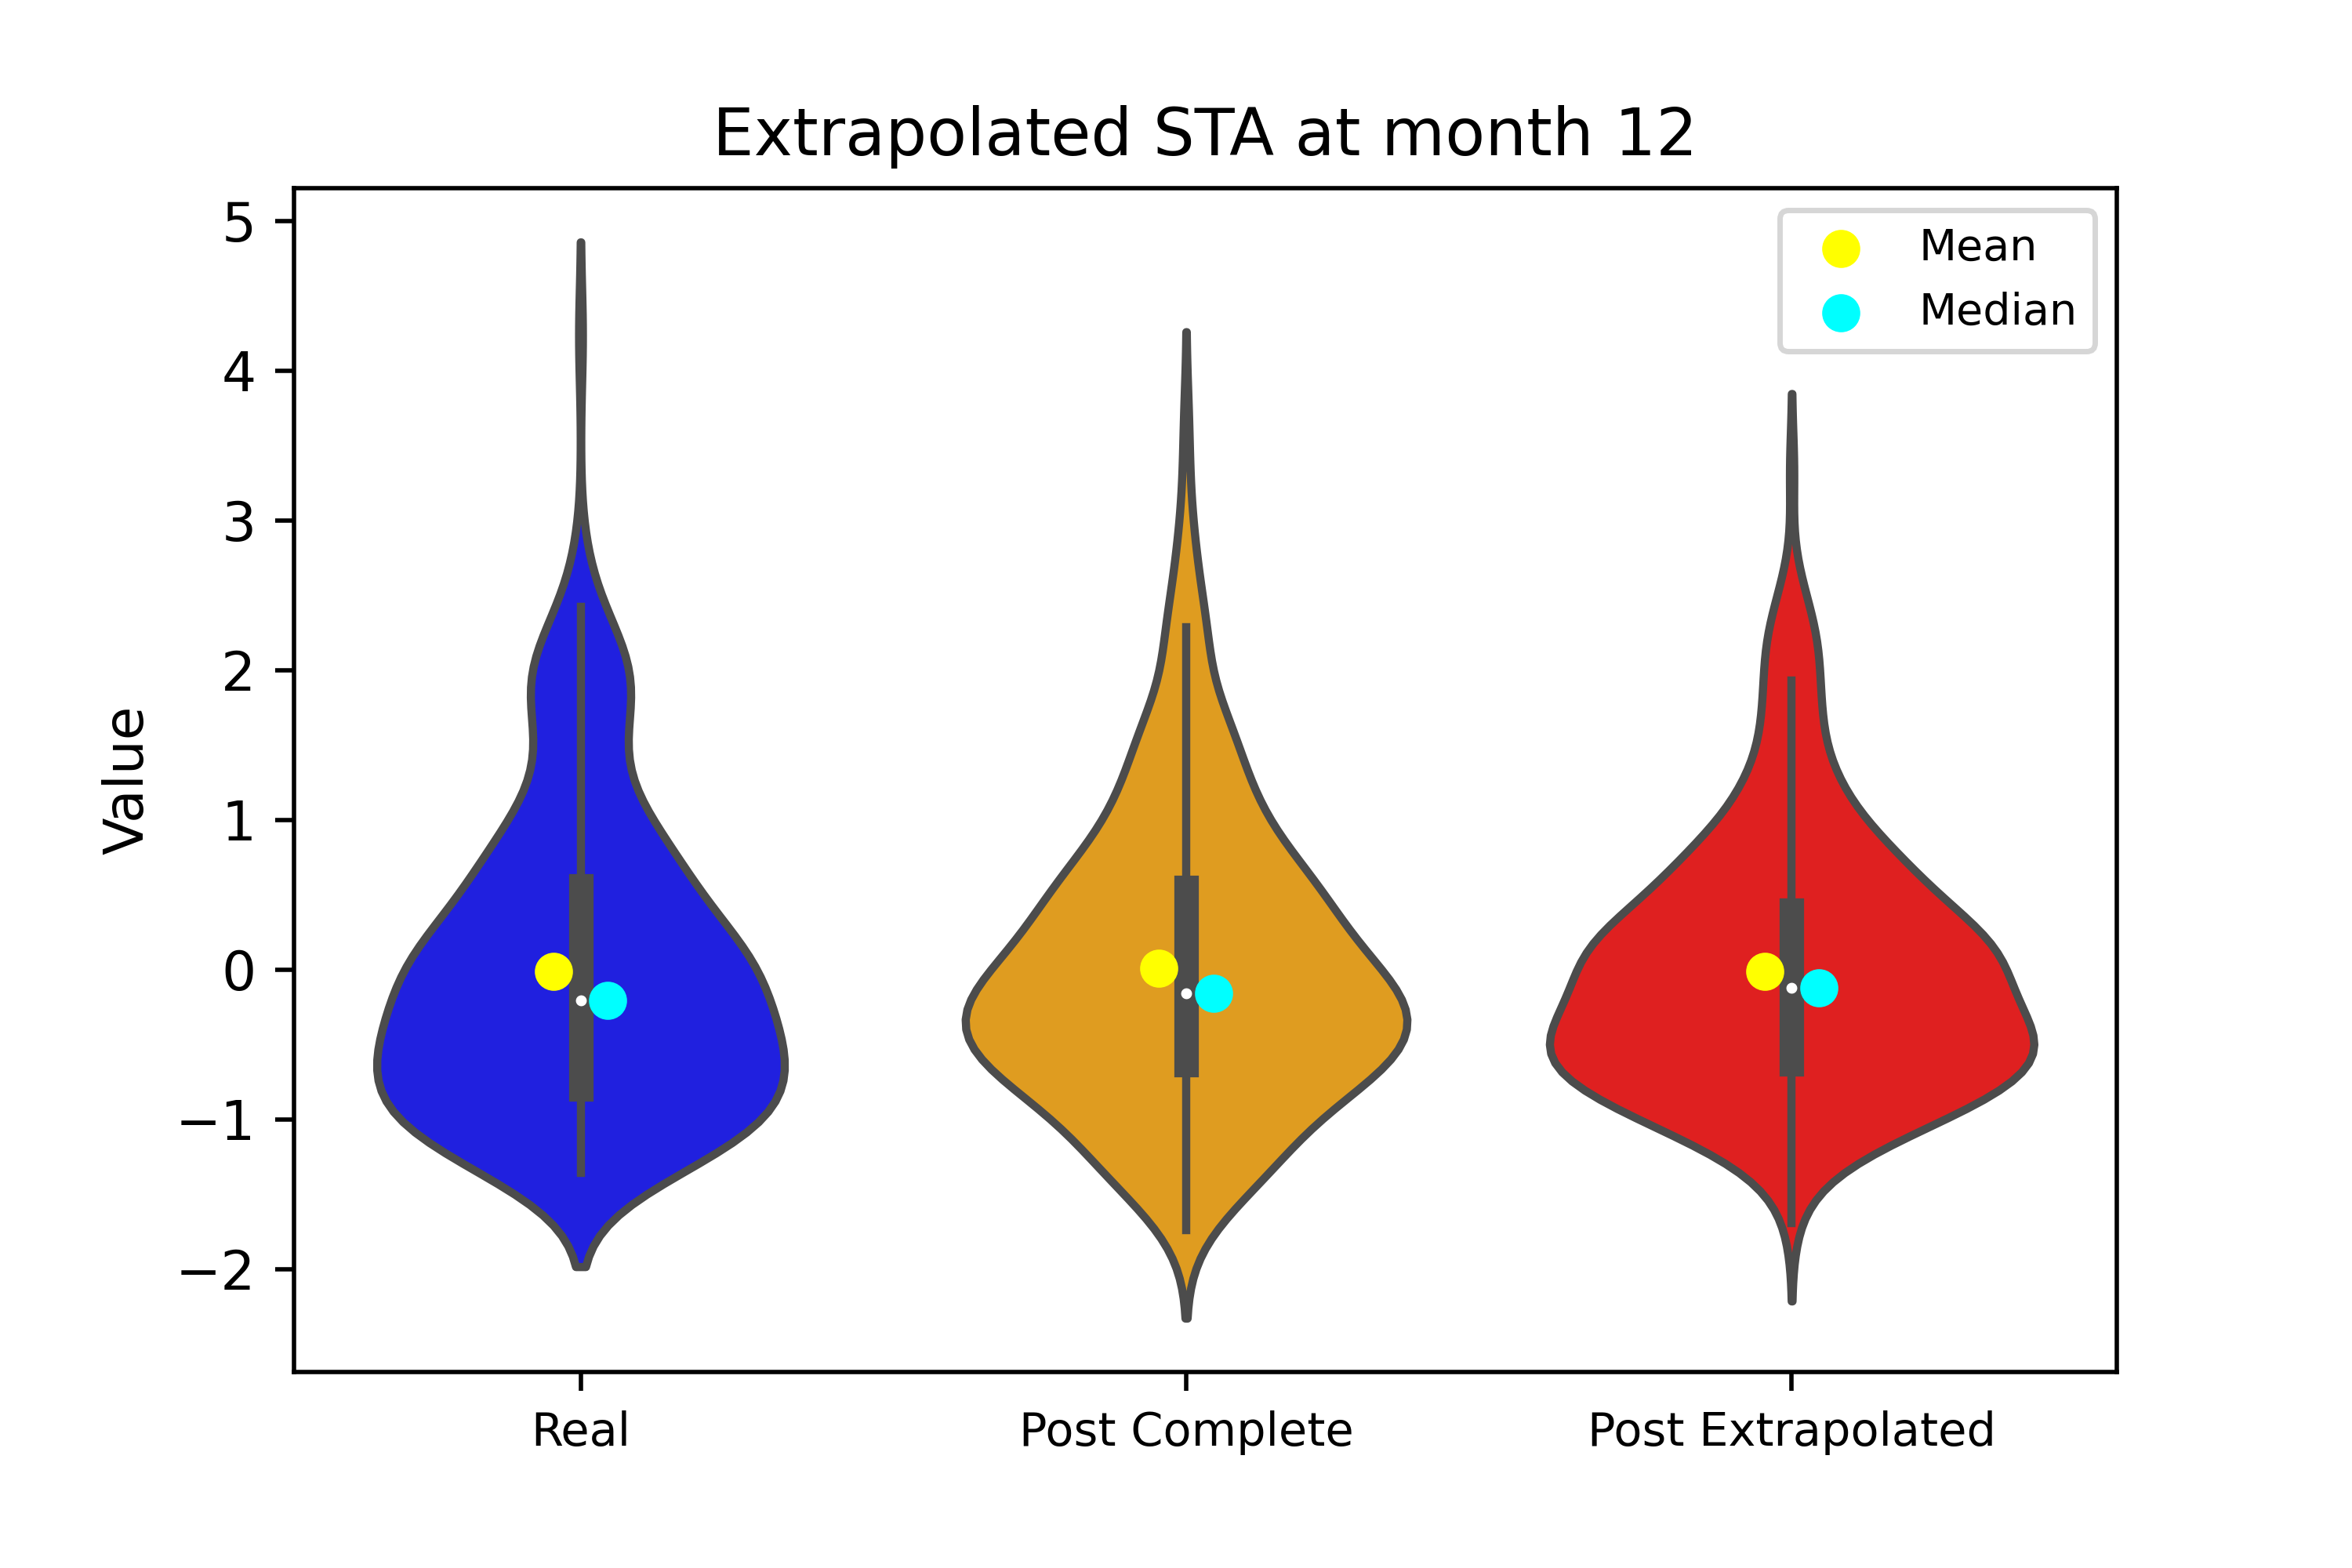 Extrapolated STA at month 12
5
4
3
2
1
0
−1
−2
Value
Mean
Median
Real
Post Complete
Post Extrapolated